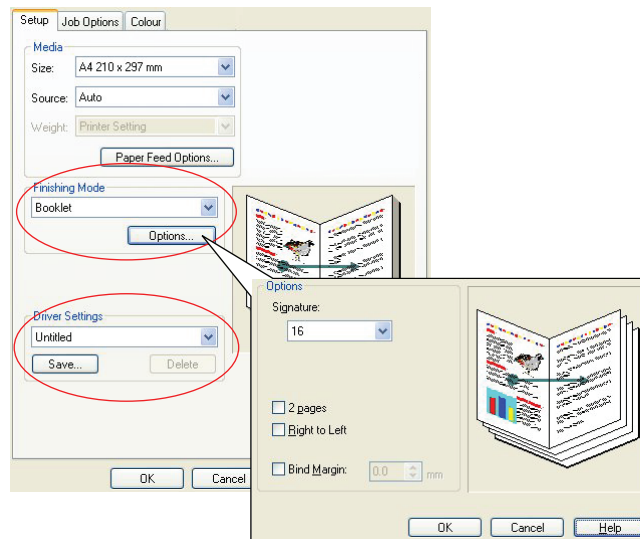 Setup Job Options Colour
Media
Size: A4 210 x 297 mm
Source: Auto
Weight: Printer Setting
Paper Feed Options...
Finishing Mode
Booklet
Options...
Driver Settings
Untitled
Save... Delete
OK Cancel
Options
Signature:
16
2 pages
Right to Left
Bind Margin: 0.0 mm
OK Cancel Help